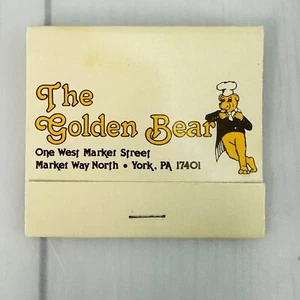 The
Golden Bear
One West Market Street
Market Way North • York, PA 17401